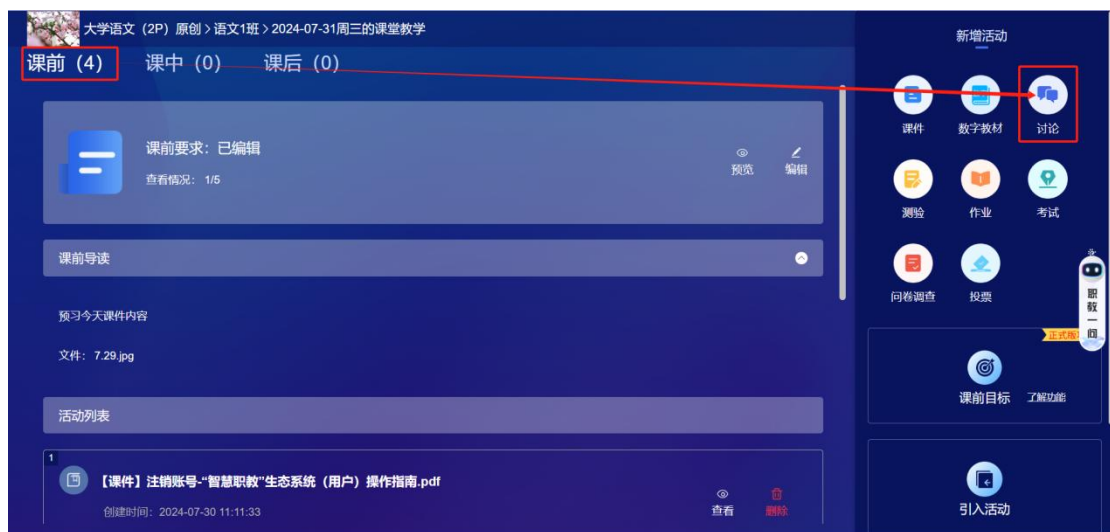 大学语文（2P）原创 > 语文1班 > 2024-07-31周三的课堂教学
课前（4） 课中（0） 课后（0）
课前要求：已编辑
查看情况：1/5
预览 编辑
课前导读
预习今天课件内容
文件：7.29.jpg
活动列表
1
【课件】注销账号-“智慧职教”生态系统（用户）操作指南.pdf
创建时间：2024-07-30 11:11:33
查看 删除
新增活动
课件 数字教材 讨论
测验 作业 考试
问卷调查 投票
职教一问
课前目标 了解功能
引入活动